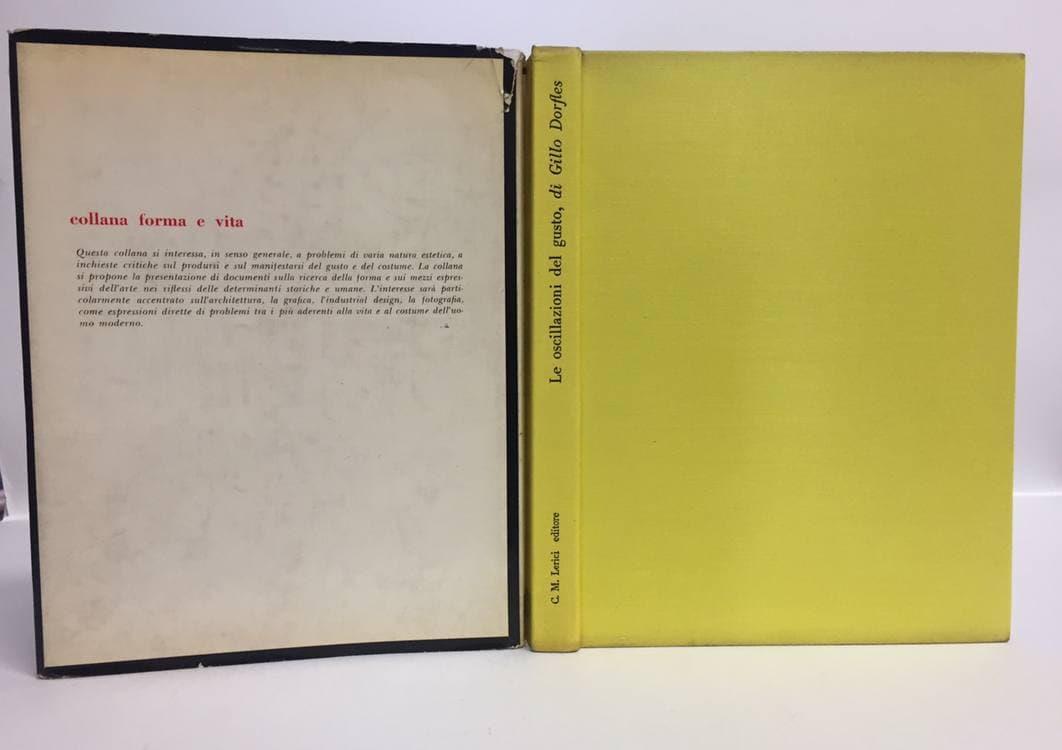 collana forma e vita
Questa collana si interessa, in senso generale, a problemi di varia natura estetica, a
inchieste critiche sul prodursi e sul manifestarsi del gusto e del costume. La collana
si propone la presentazione di documenti sulla ricerca della forma e sui mezzi espres-
sivi dell'arte nei riflessi delle determinanti storiche e umane. L'interesse sarà parti-
colarmente accentrato sull'architettura, la grafica, l'industrial design, la fotografia,
come espressioni dirette di problemi tra i più aderenti alla vita e al costume dell'uo-
mo moderno.
Le oscillazioni del gusto, di Gillo Dorfles
C. M. Lerici editore